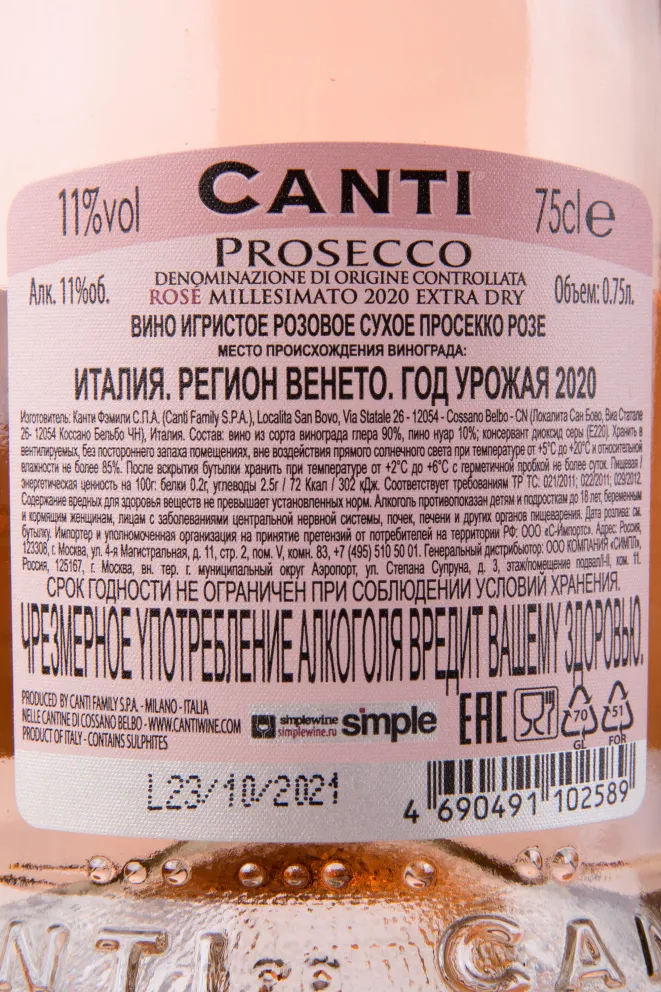 CANTI
11%vol
75cl e
PROSECCO
DENOMINAZIONE DI ORIGINE CONTROLLATA
ROSÉ MILLESIMATO 2020 EXTRA DRY
Алк. 11%об.
Объем: 0.75л.
ВИНО ИГРИСТОЕ РОЗОВОЕ СУХОЕ ПРОСЕККО РОЗЕ
МЕСТО ПРОИСХОЖДЕНИЯ ВИНОГРАДА:
ИТАЛИЯ. РЕГИОН ВЕНЕТО. ГОД УРОЖАЯ 2020
Изготовитель: Канти Фэмили С.П.А. (Canti Family S.P.A.), Localita San Bovo, Via Statale 26 - 12054 - Cossano Belbo - CN (Локалита Сан Бово, Виа Статале
26- 12054 Коссано Бельбо ЧН), Италия. Состав: вино из сорта винограда глера 90%, пино нуар 10%; консервант диоксид серы (Е220). Хранить в
вентилируемых, без постороннего запаха помещениях, вне воздействия прямого солнечного света при температуре от +5°С до +20°С и относительной
влажности не более 85%. После вскрытия бутылки хранить при температуре от +2°С до +6°С с герметичной пробкой не более суток. Пищевая /
энергетическая ценность на 100г: белки 0.2г, углеводы 2.5г / 72 Ккал / 302 кДж. Соответствует требованиям ТР ТС: 021/2011; 022/2011; 029/2012.
Содержание вредных для здоровья веществ не превышает установленных норм. Алкоголь противопоказан детям и подросткам до 18 лет, беременным
и кормящим женщинам, лицам с заболеваниями центральной нервной системы, почек, печени и других органов пищеварения. Дата розлива: см.
бутылку. Импортер и уполномоченная организация на принятие претензий от потребителей на территории РФ: ООО «С-Импортс». Адрес: Россия,
123308, г. Москва, ул. 4-я Магистральная, д. 11, стр. 2, пом. V, комн. 83, +7 (495) 510 50 01. Генеральный дистрибьютор: ООО КОМПАНИЯ «СИМПЛ»,
Россия, 125167, г. Москва, вн. тер. г. муниципальный округ Аэропорт, ул. Степана Супруна, д. 3, этаж/помещение подвал/I-II, ком. 11.
СРОК ГОДНОСТИ НЕ ОГРАНИЧЕН ПРИ СОБЛЮДЕНИИ УСЛОВИЙ ХРАНЕНИЯ.
ЧРЕЗМЕРНОЕ УПОТРЕБЛЕНИЕ АЛКОГОЛЯ ВРЕДИТ ВАШЕМУ ЗДОРОВЬЮ.
PRODUCED BY CANTI FAMILY S.P.A. - MILANO - ITALIA
NELLE CANTINE DI COSSANO BELBO - WWW.CANTIWINE.COM
PRODUCT OF ITALY - CONTAINS SULPHITES
simplewine
simplewine.ru
simple
EAC
70
GL
51
FOR
L23/10/2021
4 690491 102589
NTI
CAN